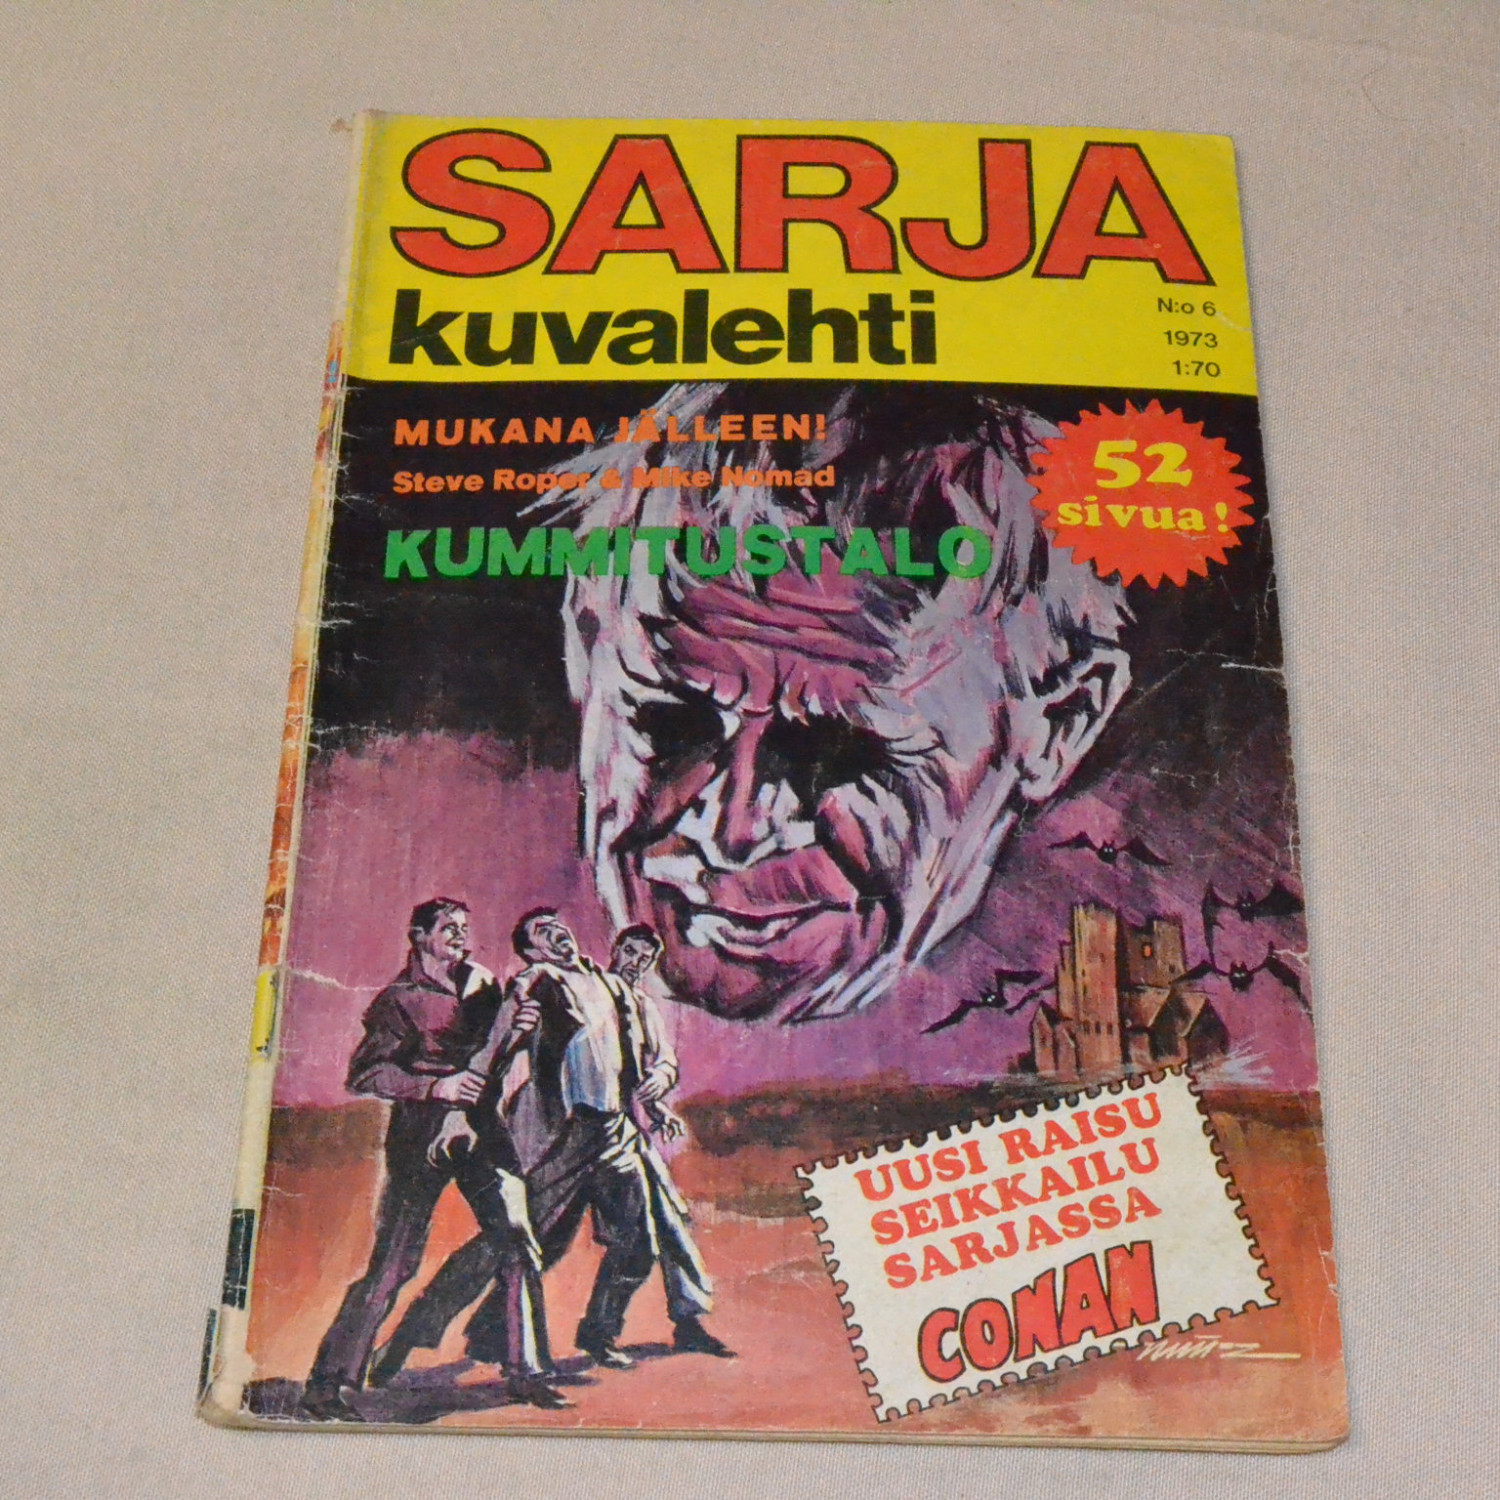 SARJA
kuvalehti
N:o 6
1973
1:70
MUKANA JÄLLEEN!
Steve Roper & Mike Nomad
KUMMITUSTALO
52
sivua!
UUSI RAISU
SEIKKAILU
SARJASSA
CONAN